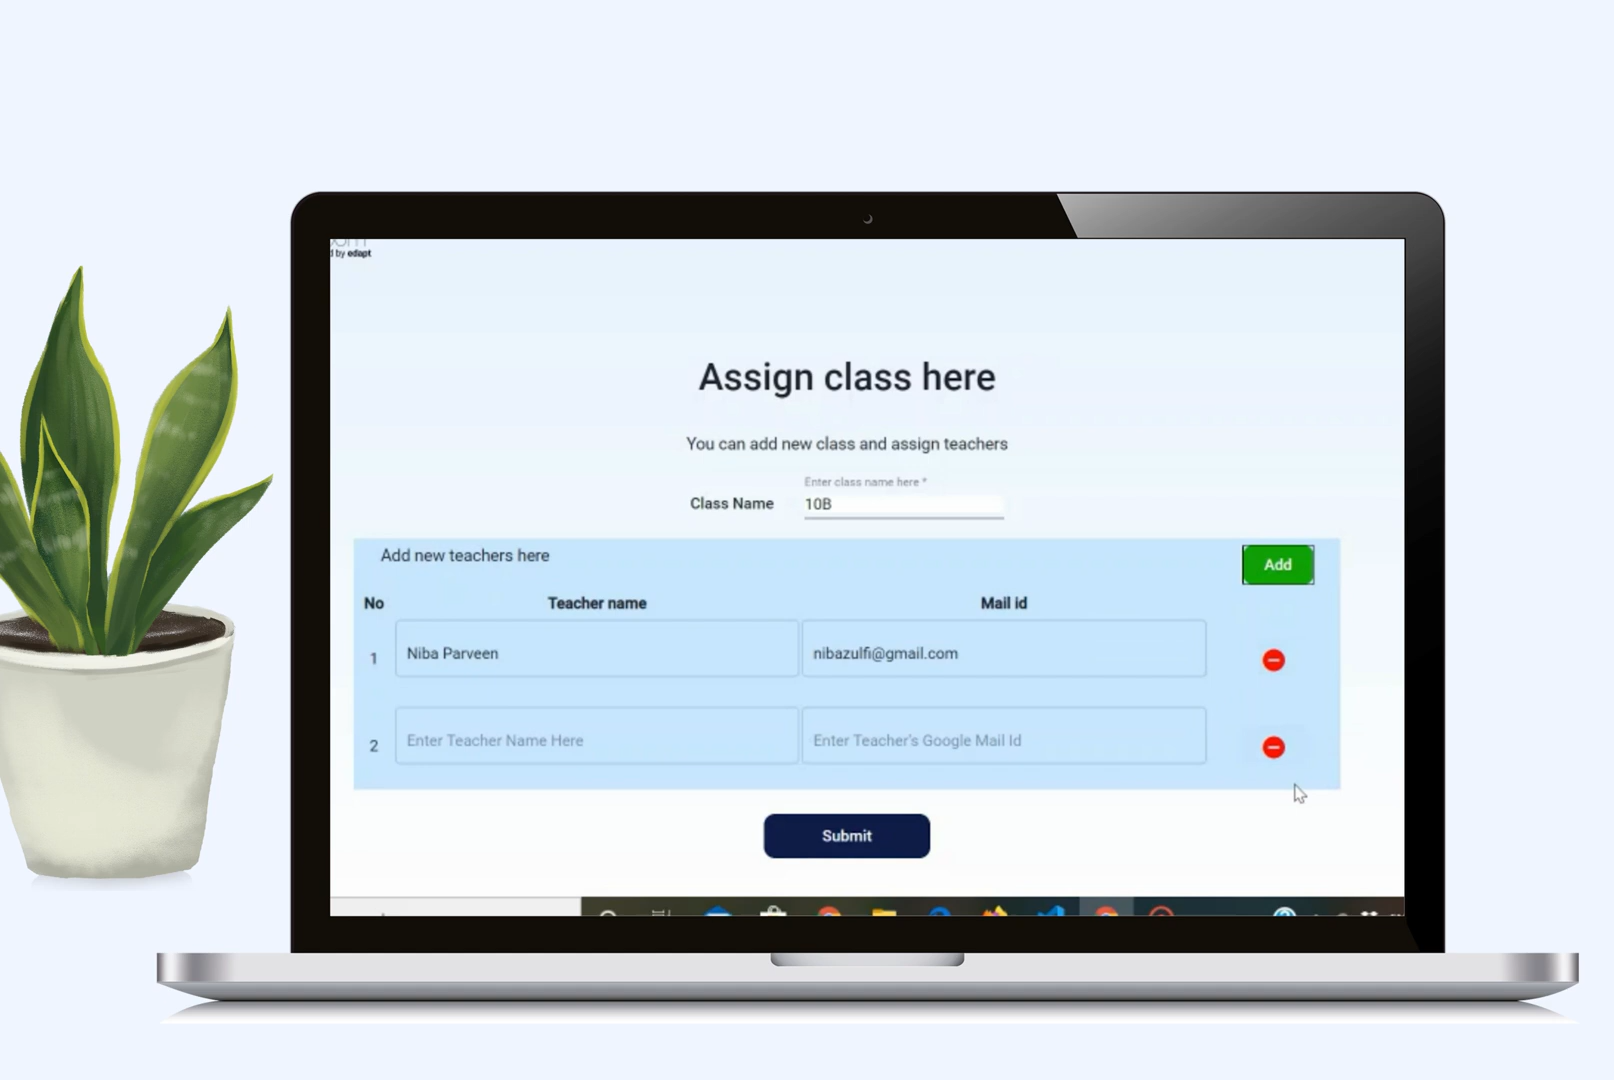 d by edapt
Assign class here
You can add new class and assign teachers
Enter class name here *
Class Name 10B
Add new teachers here
Add
No Teacher name Mail id
1 Niba Parveen nibazulfi@gmail.com
2 Enter Teacher Name Here Enter Teacher's Google Mail Id
Submit